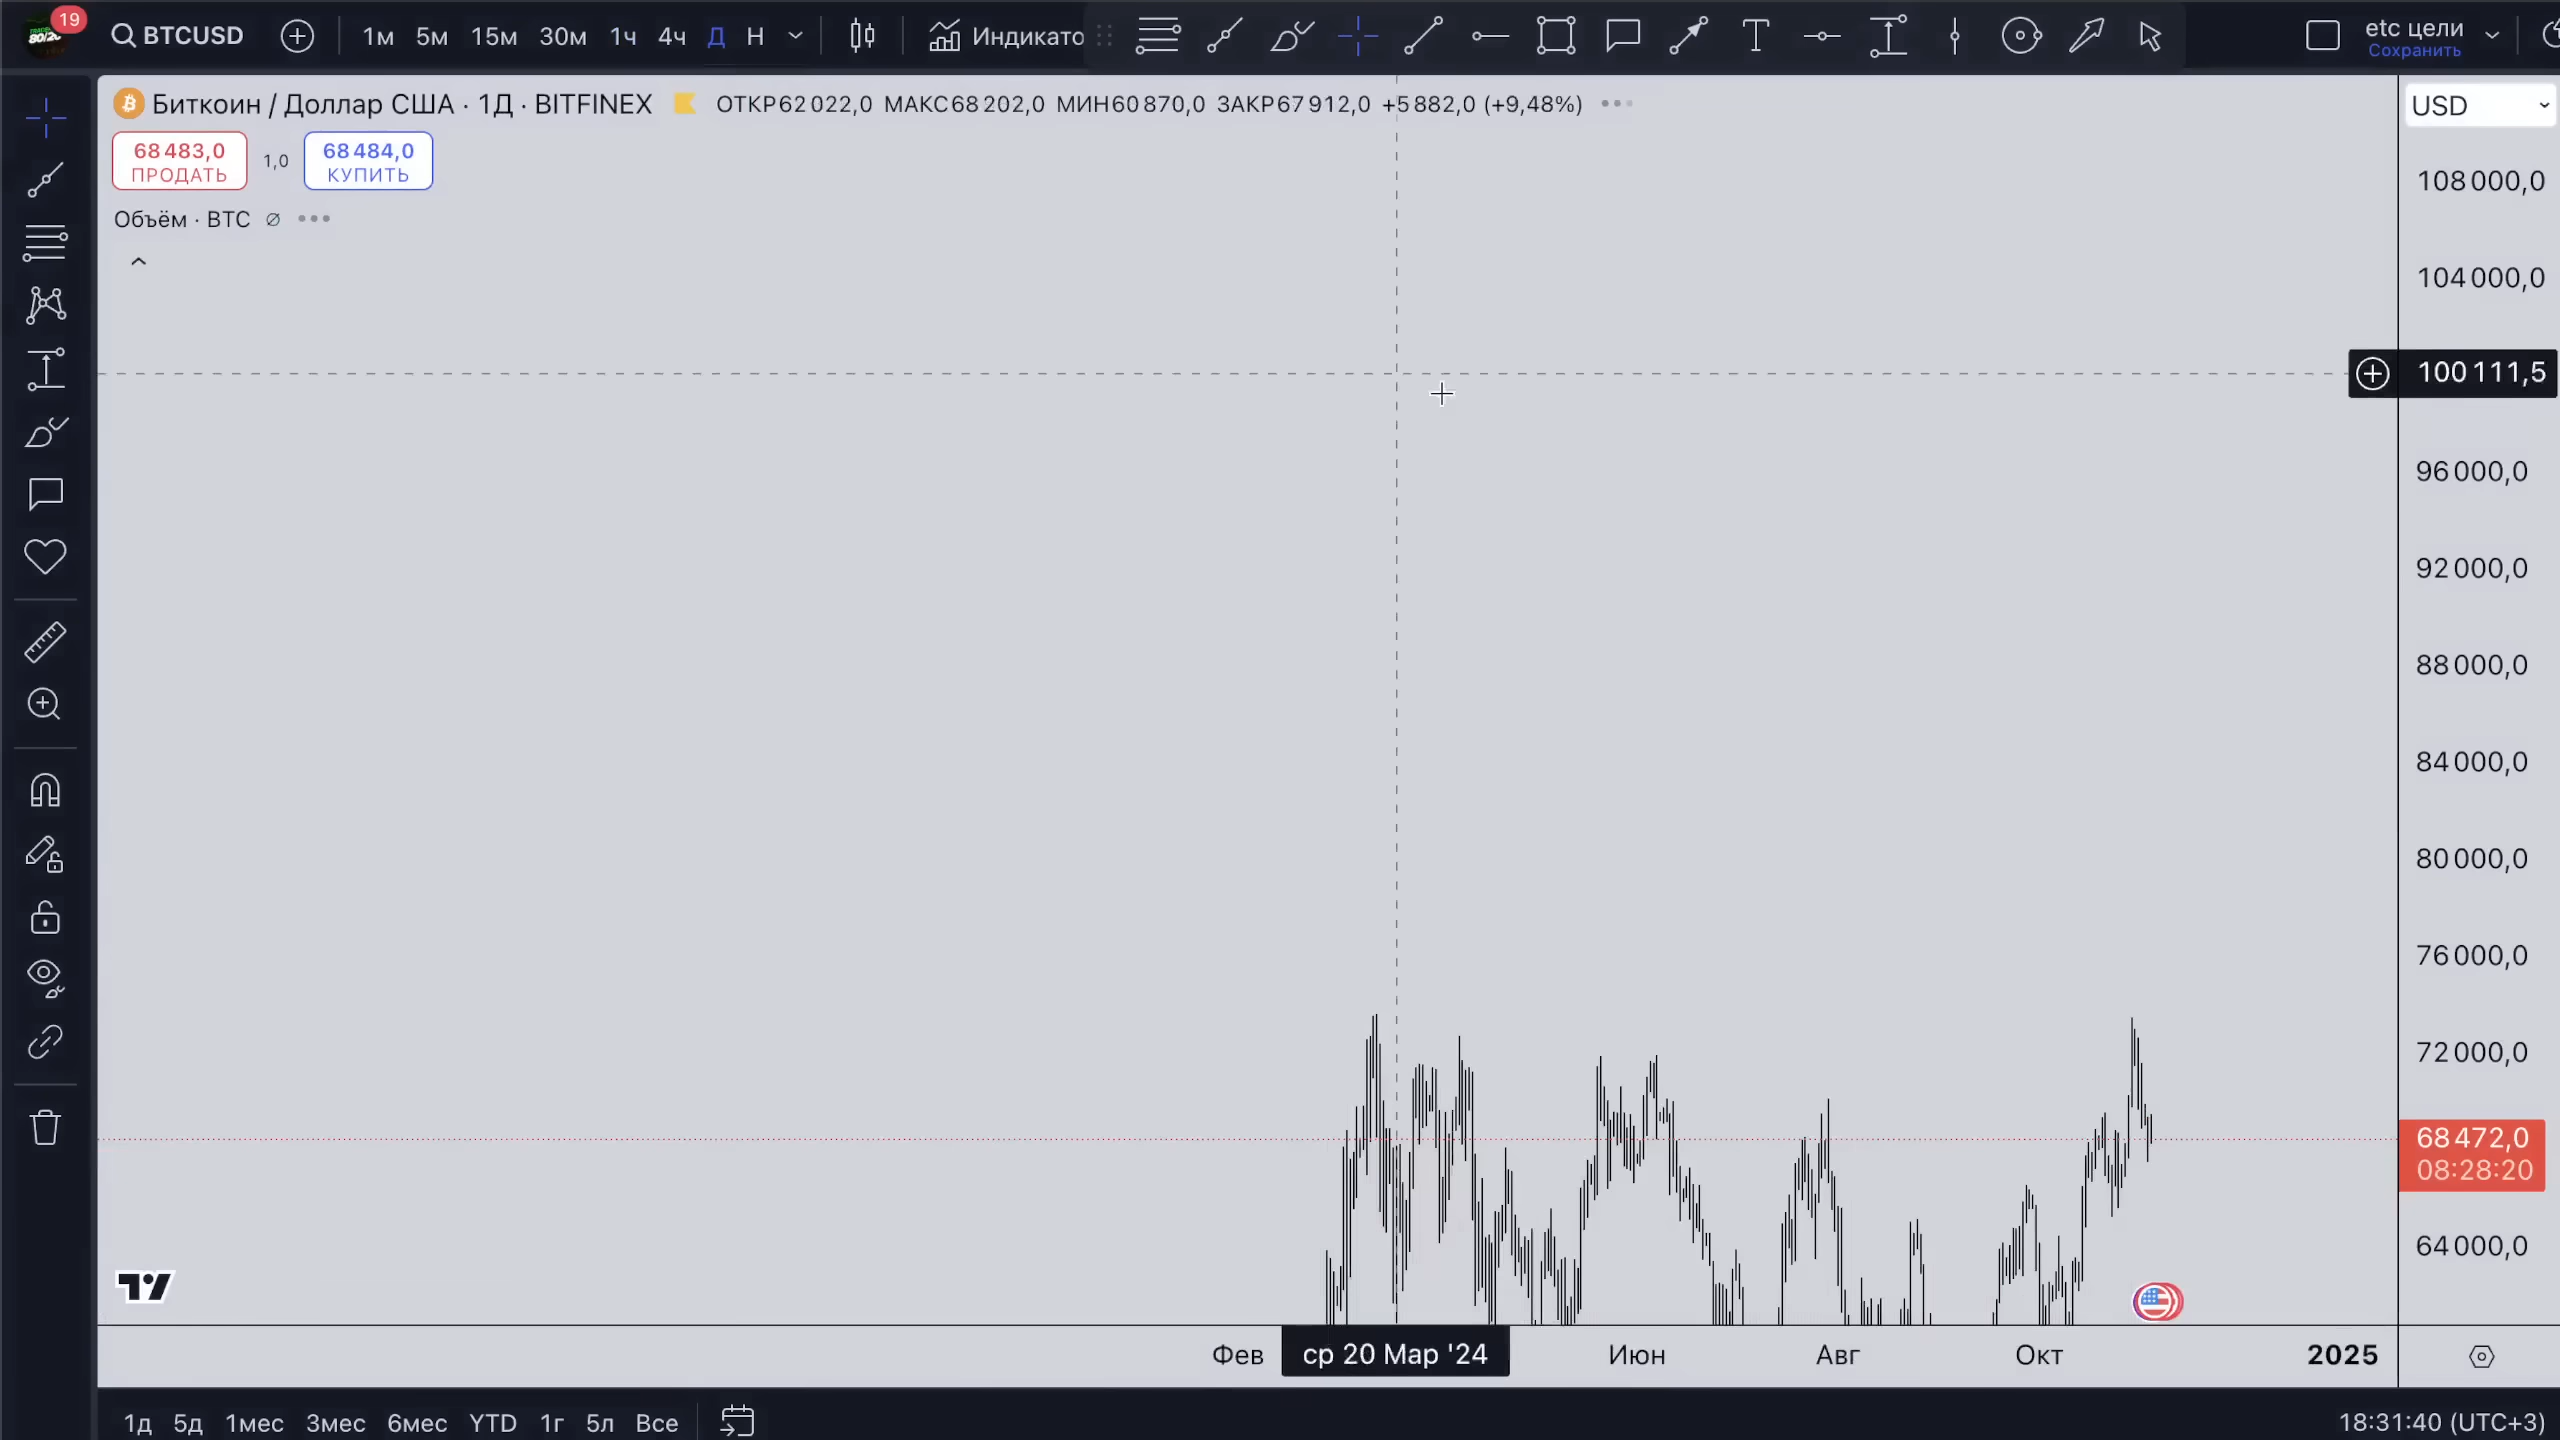 19
BTCUSD
1м 5м 15м 30м 1ч 4ч Д Н
Индикато
etc цели
Сохранить
Биткоин / Доллар США · 1Д · BITFINEX
ОТКР62 022,0 МАКС68 202,0 МИН60 870,0 ЗАКР67 912,0 +5 882,0 (+9,48%)
USD
68 483,0
ПРОДАТЬ
1,0
68 484,0
КУПИТЬ
Объём · BTC
108 000,0
104 000,0
100 111,5
96 000,0
92 000,0
88 000,0
84 000,0
80 000,0
76 000,0
72 000,0
68 472,0
08:28:20
64 000,0
Фев
ср 20 Мар '24
Июн
Авг
Окт
2025
1д 5д 1мес 3мес 6мес YTD 1г 5л Все
18:31:40 (UTC+3)